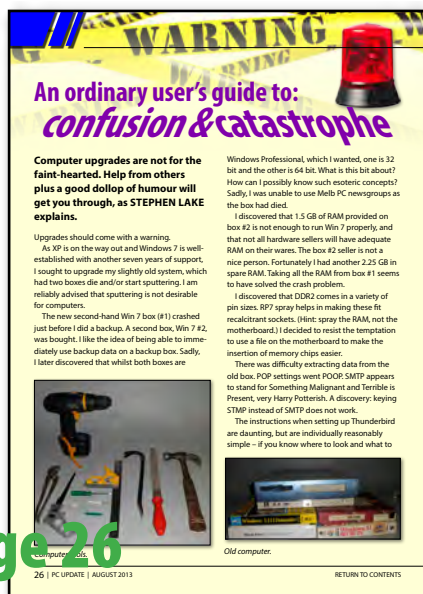 WARNING
WARNING
An ordinary user's guide to:
confusion & catastrophe
Computer upgrades are not for the
faint-hearted. Help from others
plus a good dollop of humour will
get you through, as STEPHEN LAKE
explains.
Upgrades should come with a warning.
As XP is on the way out and Windows 7 is well-
established with another seven years of support,
I sought to upgrade my slightly old system, which
had two boxes die and/or start sputtering. I am
reliably advised that sputtering is not desirable
for computers.
The new second-hand Win 7 box (#1) crashed
just before I did a backup. A second box, Win 7 #2,
was bought. I like the idea of being able to imme-
diately use backup data on a backup box. Sadly,
I later discovered that whilst both boxes are
Windows Professional, which I wanted, one is 32
bit and the other is 64 bit. What is this bit about?
How can I possibly know such esoteric concepts?
Sadly, I was unable to use Melb PC newsgroups as
the box had died.
I discovered that 1.5 GB of RAM provided on
box #2 is not enough to run Win 7 properly, and
that not all hardware sellers will have adequate
RAM on their wares. The box #2 seller is not a
nice person. Fortunately I had another 2.25 GB in
spare RAM. Taking all the RAM from box #1 seems
to have solved the crash problem.
I discovered that DDR2 comes in a variety of
pin sizes. RP7 spray helps in making these fit
recalcitrant sockets. (Hint: spray the RAM, not the
motherboard.) I decided to resist the temptation
to use a file on the motherboard to make the
insertion of memory chips easier.
There was difficulty extracting data from the
old box. POP settings went POOP. SMTP appears
to stand for Something Malignant and Terrible is
Present, very Harry Potterish. A discovery: keying
STMP instead of SMTP does not work.
The instructions when setting up Thunderbird
are daunting, but are individually reasonably
simple – if you know where to look and what to
Computer tools.
Old computer.
ge 26
26 | PC UPDATE | AUGUST 2013
RETURN TO CONTENTS